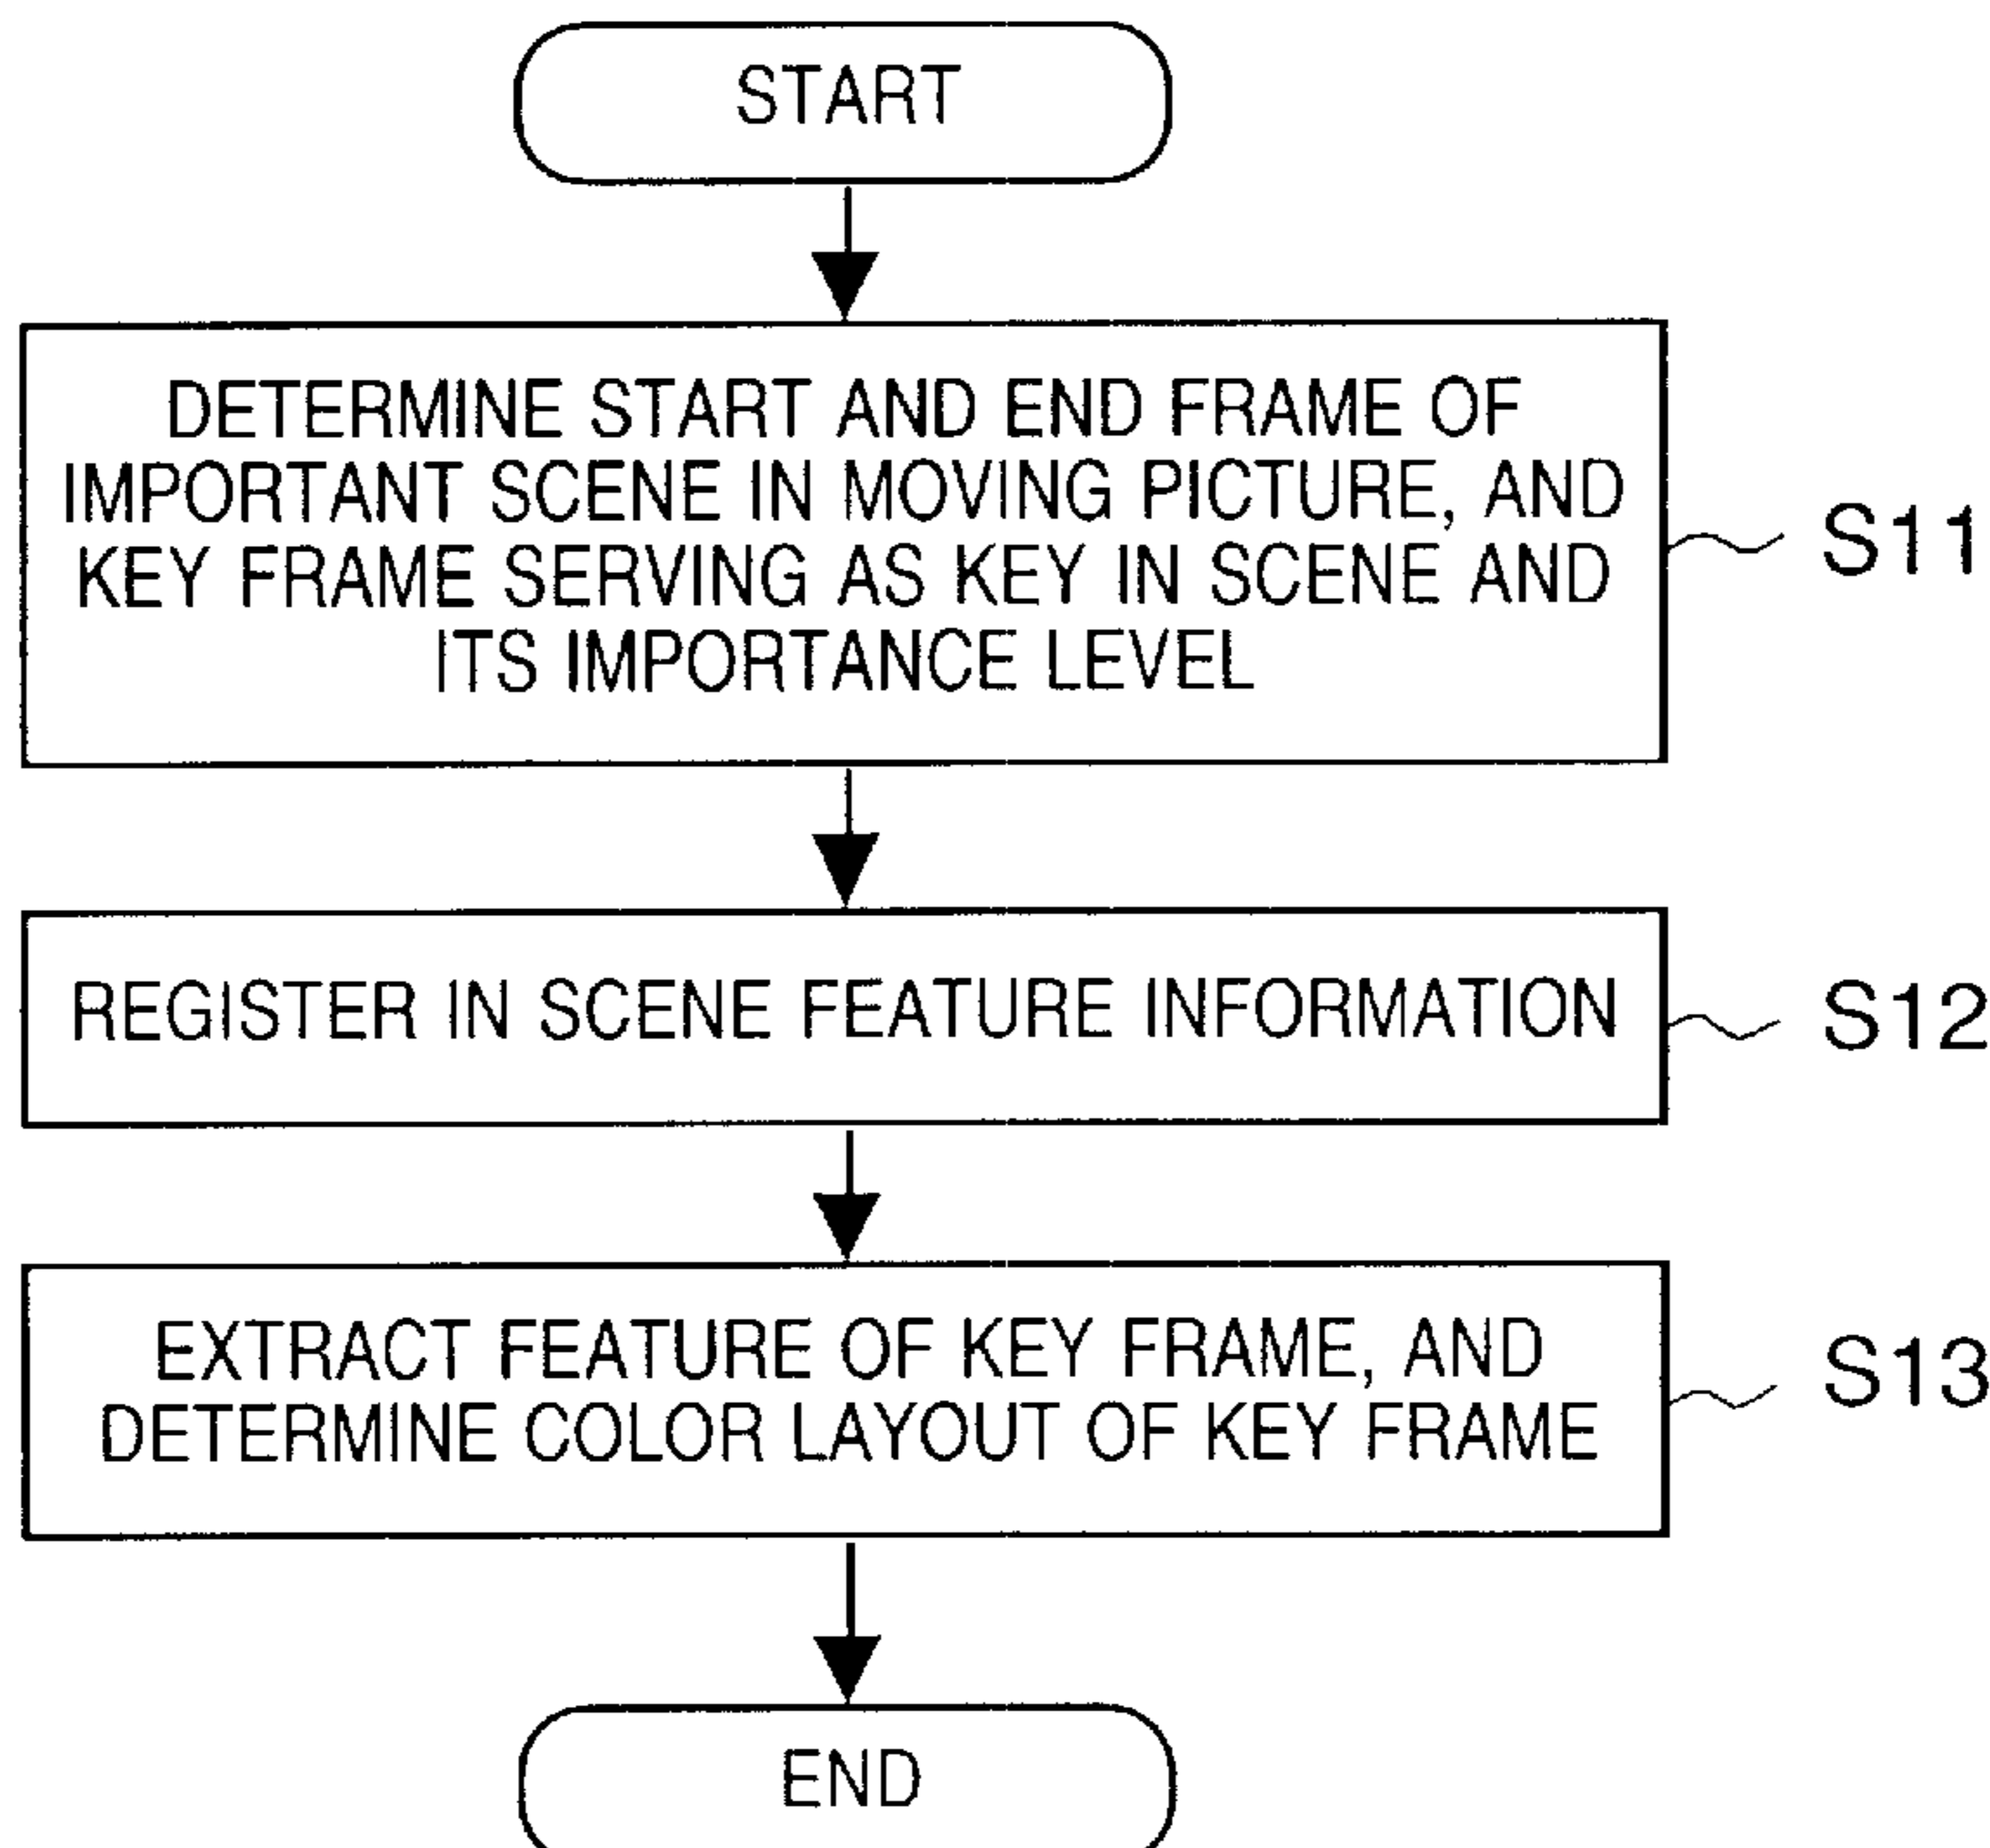 START
DETERMINE START AND END FRAME OF
IMPORTANT SCENE IN MOVING PICTURE, AND
KEY FRAME SERVING AS KEY IN SCENE AND
ITS IMPORTANCE LEVEL
S11
REGISTER IN SCENE FEATURE INFORMATION
S12
EXTRACT FEATURE OF KEY FRAME, AND
DETERMINE COLOR LAYOUT OF KEY FRAME
S13
END